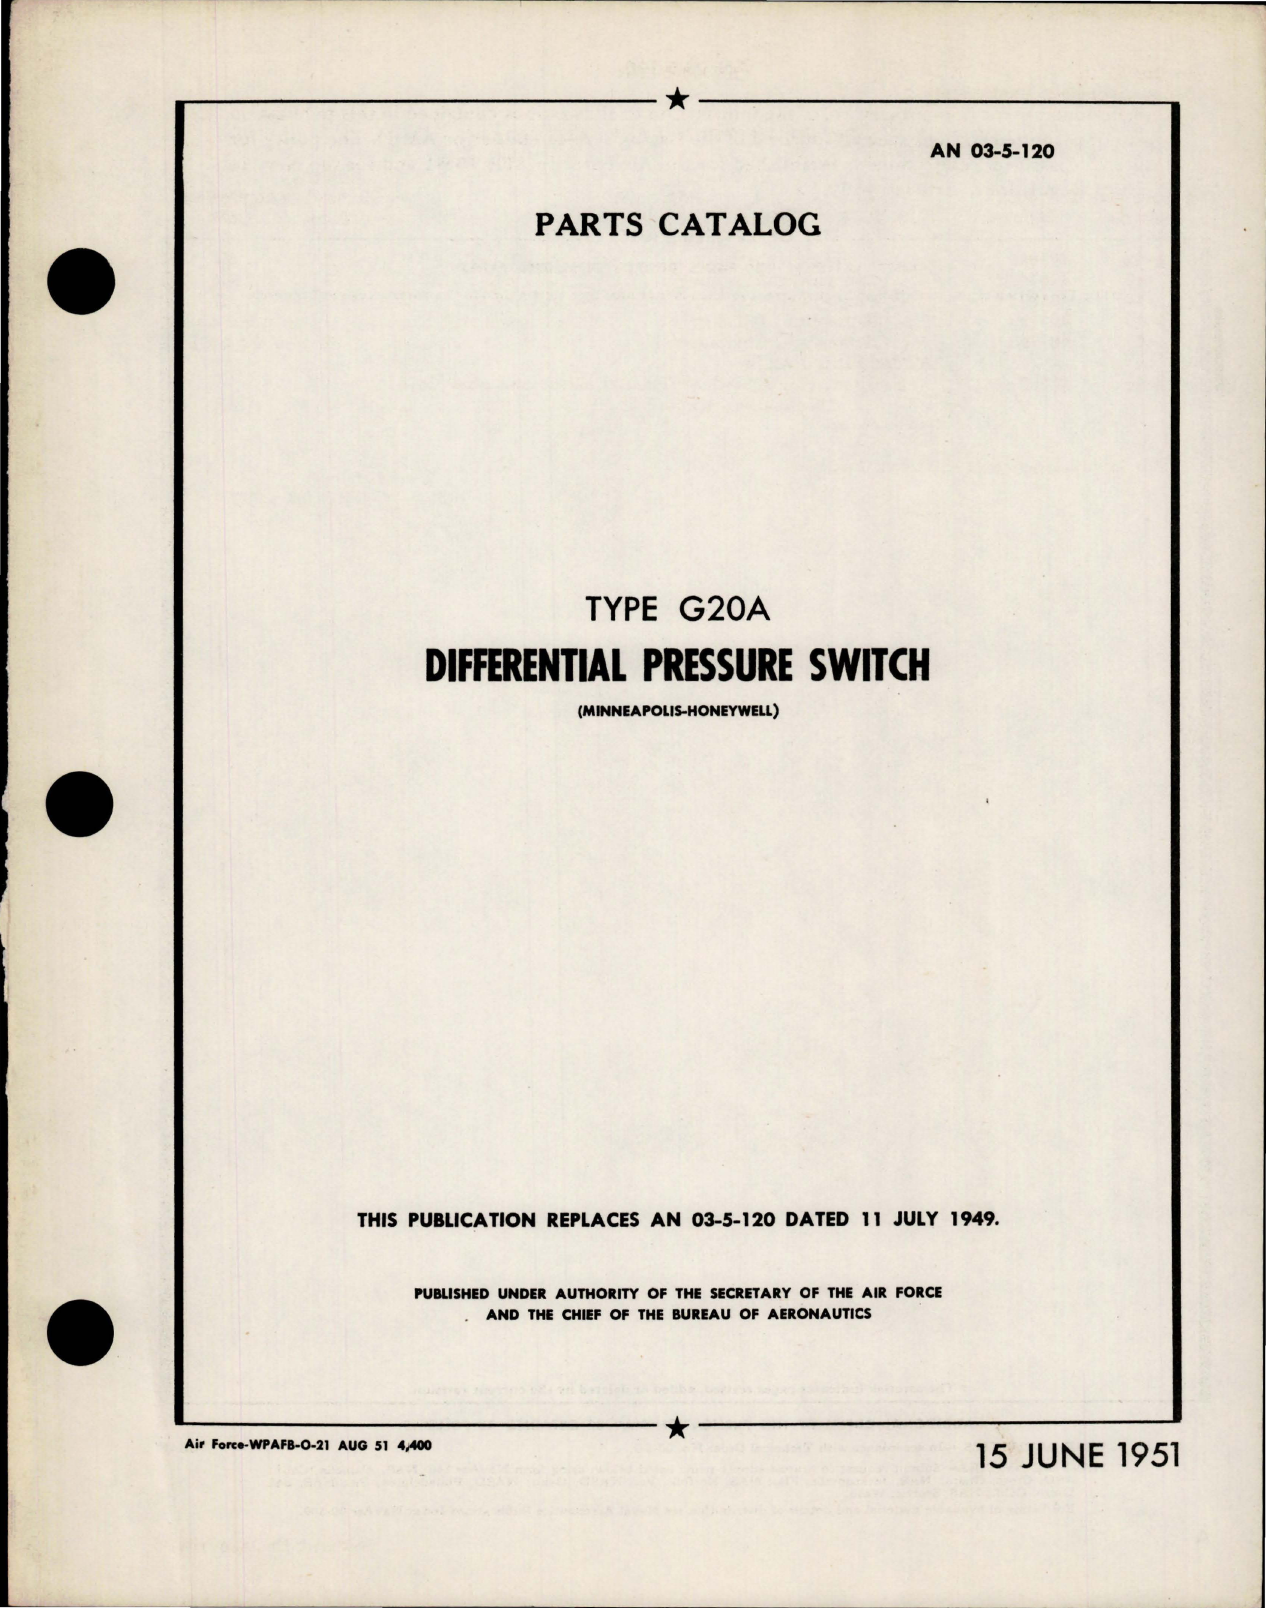 AN 03-5-120
PARTS CATALOG
TYPE G20A
DIFFERENTIAL PRESSURE SWITCH
(MINNEAPOLIS-HONEYWELL)
THIS PUBLICATION REPLACES AN 03-5-120 DATED 11 JULY 1949.
PUBLISHED UNDER AUTHORITY OF THE SECRETARY OF THE AIR FORCE
AND THE CHIEF OF THE BUREAU OF AERONAUTICS
Air Force-WPAFB-O-21 AUG 51 4,400
15 JUNE 1951